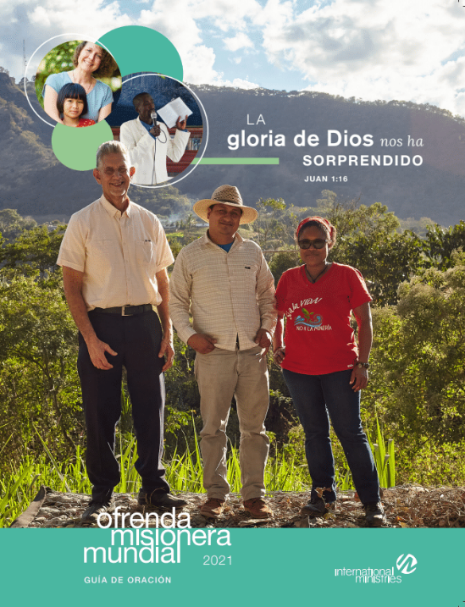 LA
gloria de Dios nos ha
SORPRENDIDO
JUAN 1:16
ofrenda
misionera
mundial 2021
GUÍA DE ORACIÓN
international
ministries